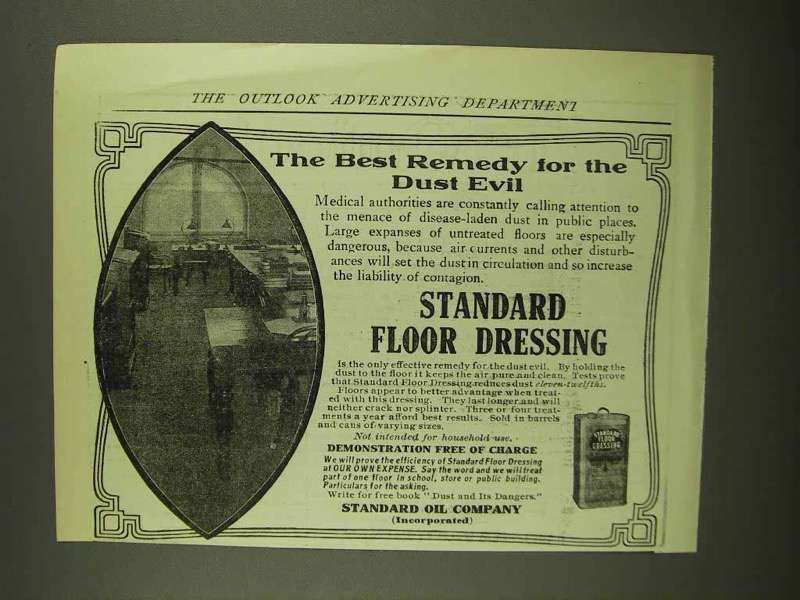 THE OUTLOOK ADVERTISING DEPARTMENT
The Best Remedy for the
Dust Evil
Medical authorities are constantly calling attention to
the menace of disease-laden dust in public places.
Large expanses of untreated floors are especially
dangerous, because air currents and other disturb-
ances will set the dust in circulation and so increase
the liability of contagion.
STANDARD
FLOOR DRESSING
is the only effective remedy for the dust evil. By holding the
dust to the floor it keeps the air pure and clean. Tests prove
that Standard Floor Dressing reduces dust eleven-twelfths.
Floors appear to better advantage when treat-
ed with this dressing. They last longer and will
neither crack nor splinter. Three or four treat-
ments a year afford best results. Sold in barrels
and cans of varying sizes.
Not intended for household use.
DEMONSTRATION FREE OF CHARGE
We will prove the efficiency of Standard Floor Dressing
at OUR OWN EXPENSE. Say the word and we will treat
part of one floor in school, store or public building.
Particulars for the asking.
Write for free book "Dust and Its Dangers."
STANDARD OIL COMPANY
(Incorporated)
STANDARD
FLOOR
DRESSING